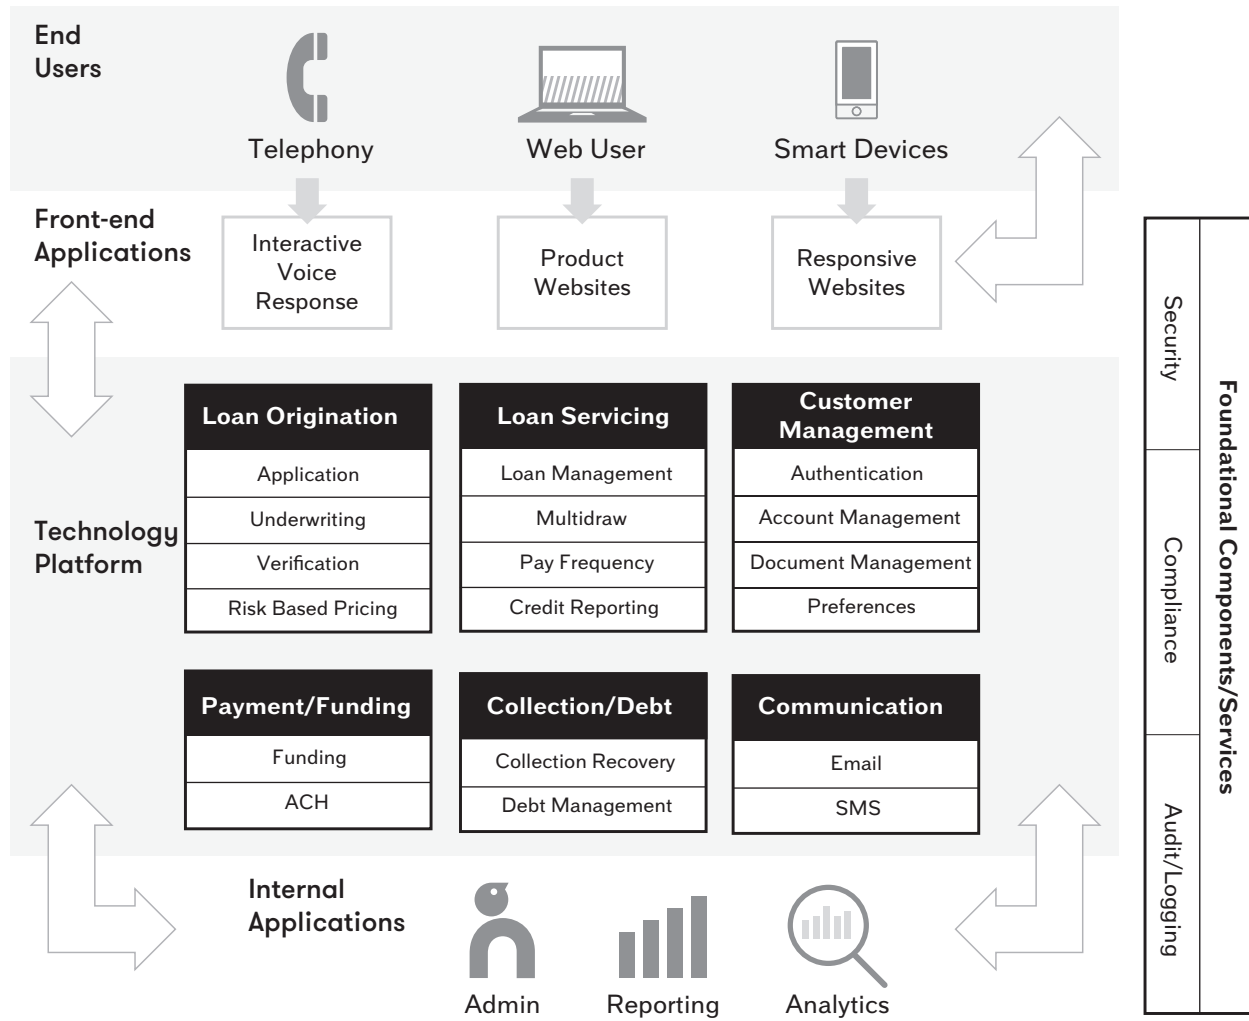 End
Users
Telephony
Web User
Smart Devices
Front-end
Applications
Interactive
Voice
Response
Product
Websites
Responsive
Websites
Technology
Platform
Loan Origination
Application
Underwriting
Verification
Risk Based Pricing
Loan Servicing
Loan Management
Multidraw
Pay Frequency
Credit Reporting
Customer
Management
Authentication
Account Management
Document Management
Preferences
Payment/Funding
Funding
ACH
Collection/Debt
Collection Recovery
Debt Management
Communication
Email
SMS
Internal
Applications
Admin
Reporting
Analytics
Security
Compliance
Audit/Logging
Foundational Components/Services